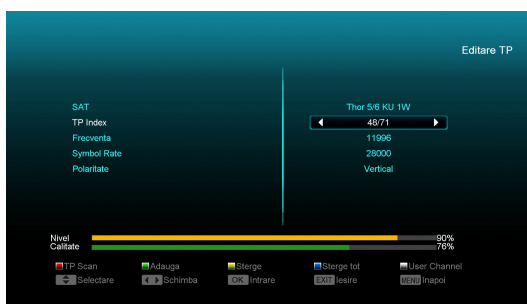 Editare TP
SAT Thor 5/6 KU 1W
TP Index 48/71
Frecventa 11996
Symbol Rate 28000
Polaritate Vertical
Nivel 90%
Calitate 76%
TP Scan Adauga Sterge Sterge tot User Channel
Selectare Schimba OK Intrare EXIT Iesire MENU Inapoi